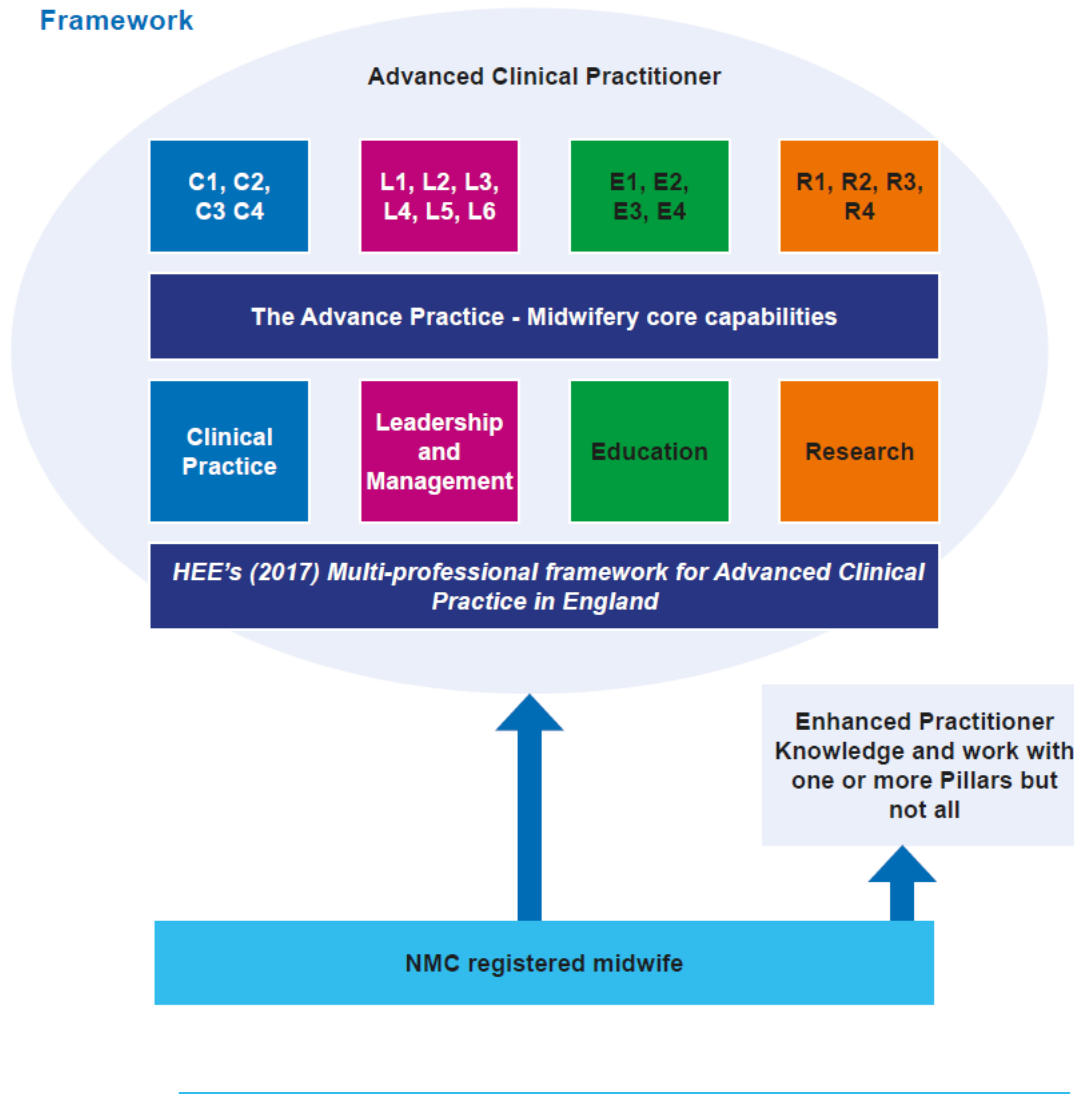 Framework
Advanced Clinical Practitioner
C1, C2,
C3 C4
L1, L2, L3,
L4, L5, L6
E1, E2,
E3, E4
R1, R2, R3,
R4
The Advance Practice - Midwifery core capabilities
Clinical
Practice
Leadership
and
Management
Education
Research
HEE's (2017) Multi-professional framework for Advanced Clinical
Practice in England
Enhanced Practitioner
Knowledge and work with
one or more Pillars but
not all
NMC registered midwife